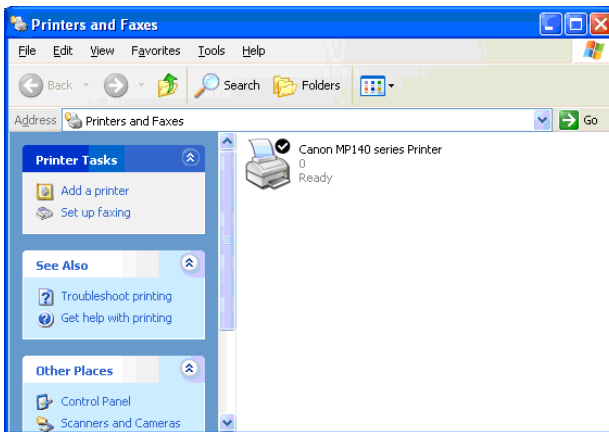 Printers and Faxes
File Edit View Favorites Tools Help
Back Search Folders
Address Printers and Faxes Go
Printer Tasks
Add a printer
Set up faxing
See Also
Troubleshoot printing
Get help with printing
Other Places
Control Panel
Scanners and Cameras
Canon MP140 series Printer
0
Ready